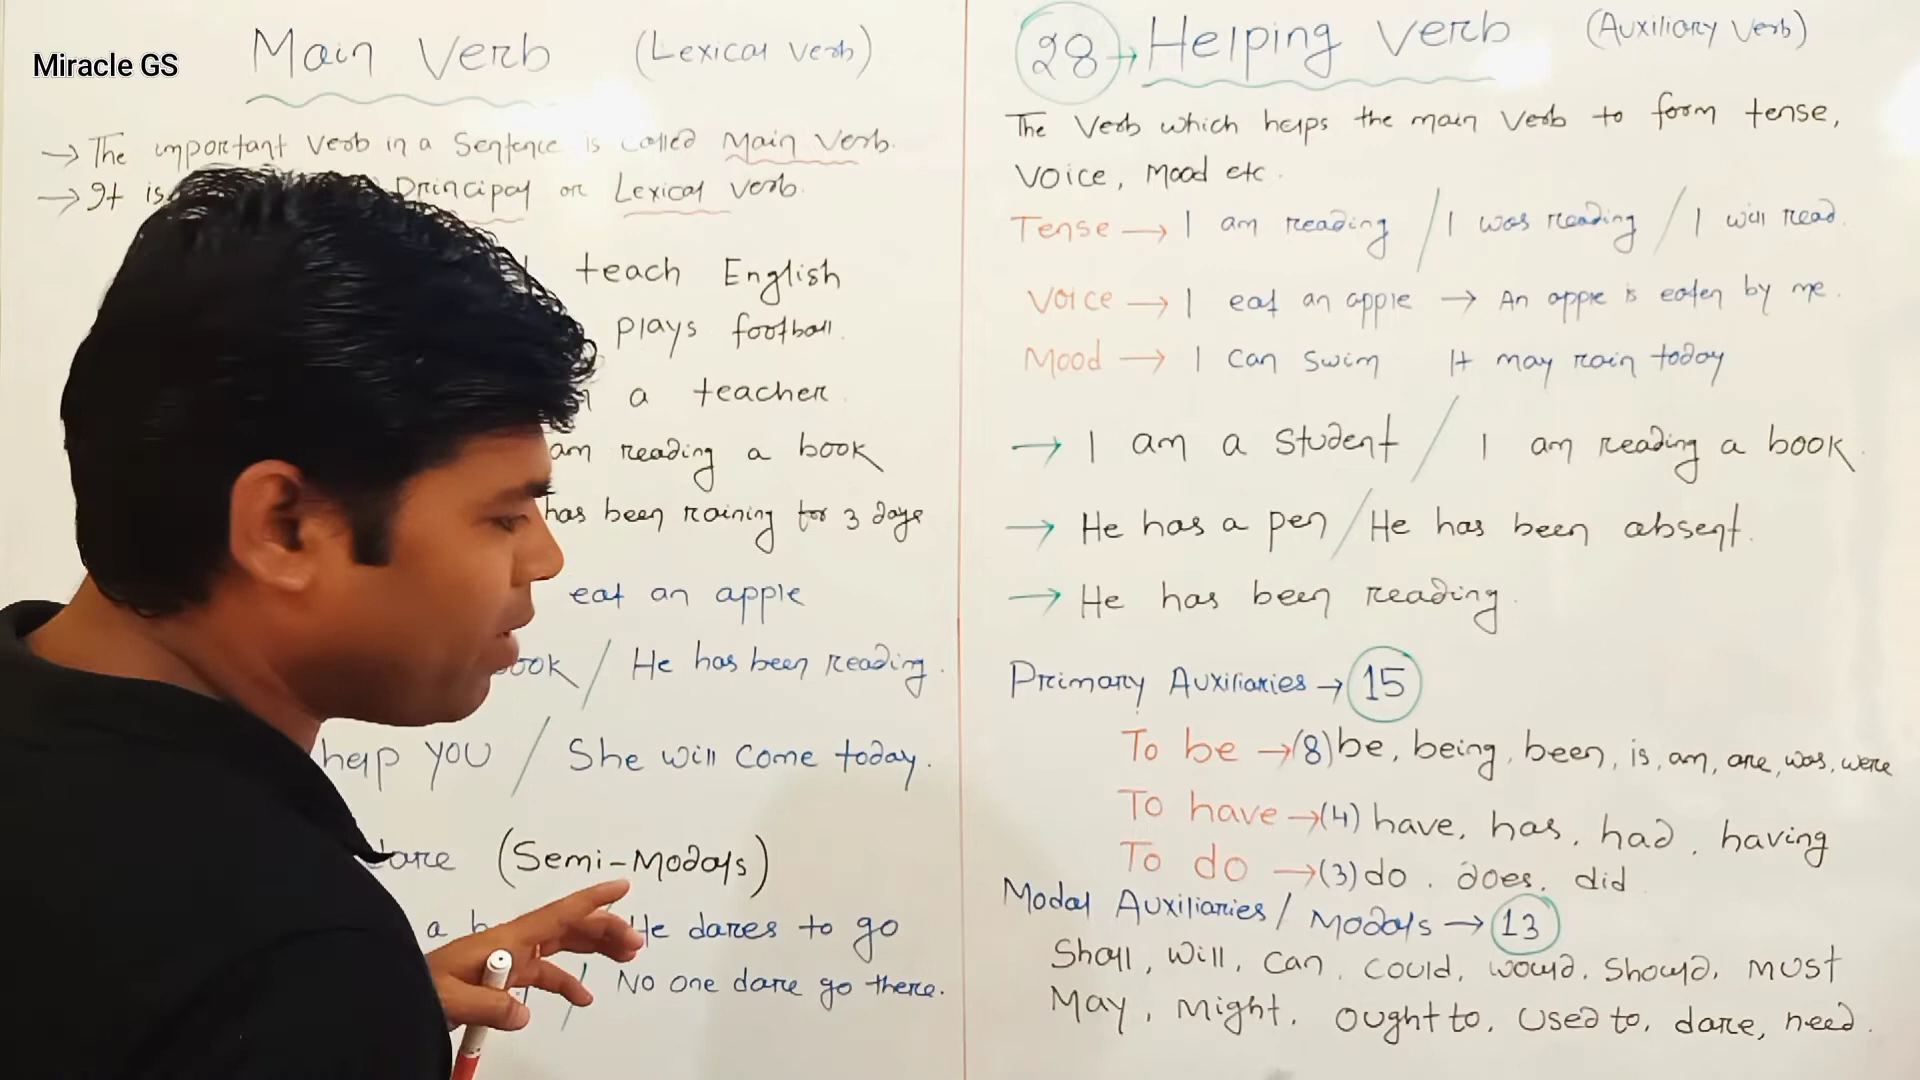 Miracle GS
Main Verb (Lexical Verb)
→ The important Verb in a Sentence is called Main Verb.
→ It is Principal or Lexical Verb.
teach English
plays football.
a teacher.
am reading a book
has been raining for 3 days
eat an apple
book / He has been reading.
help you / She will come today.
dare (Semi-Modals)
a He dares to go
/ No one dare go there.
28 → Helping Verb (Auxiliary Verb)
The Verb which helps the main Verb to form tense,
Voice, Mood etc.
Tense → I am reading / I was reading / I will read.
Voice → I eat an apple → An apple is eaten by me.
Mood → I can swim It may rain today
→ I am a student / I am reading a book.
→ He has a pen / He has been absent.
→ He has been reading.
Primary Auxiliaries → 15
To be → (8) be, being, been, is, am, are, was, were
To have → (4) have, has, had, having
To do → (3) do, does, did
Modal Auxiliaries / Modals → 13
Shall, will, can, could, would, should, must
May, might, ought to, used to, dare, need.